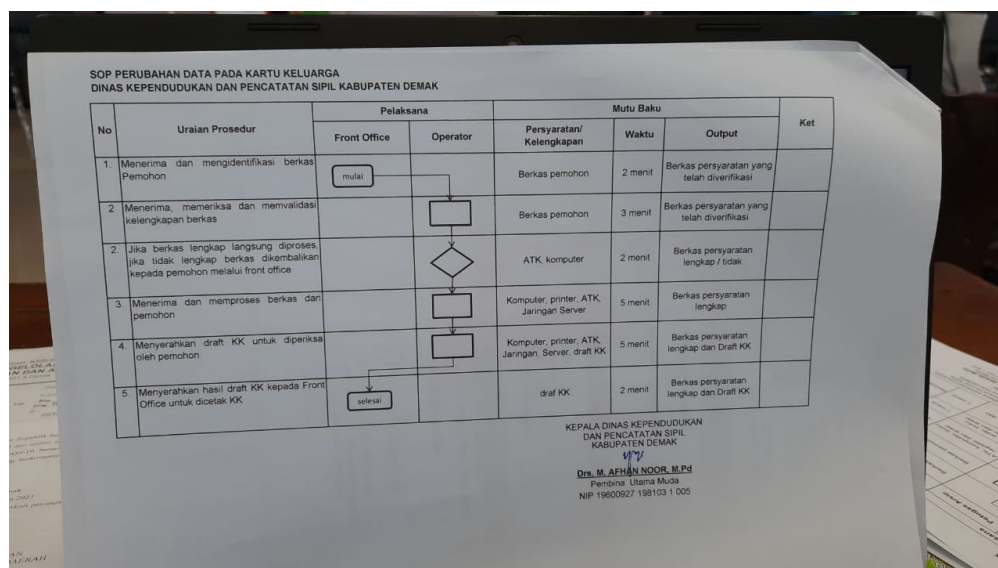 SOP PERUBAHAN DATA PADA KARTU KELUARGA
DINAS KEPENDUDUKAN DAN PENCATATAN SIPIL KABUPATEN DEMAK
No
Uraian Prosedur
Pelaksana
Mutu Baku
Ket
Front Office
Operator
Persyaratan/
Kelengkapan
Waktu
Output
1. Menerima dan mengidentifikasi berkas
Pemohon
mulai
Berkas pemohon
2 menit
Berkas persyaratan yang
telah diverifikasi
2 Menerima, memeriksa dan memvalidasi
kelengkapan berkas
Berkas pemohon
3 menit
Berkas persyaratan yang
telah diverifikasi
2. Jika berkas lengkap langsung diproses,
jika tidak lengkap berkas dikembalikan
kepada pemohon melalui front office
ATK, komputer
2 menit
Berkas persyaratan
lengkap / tidak
3. Menerima dan memproses berkas dari
pemohon
Komputer, printer, ATK,
Jaringan Server
5 menit
Berkas persyaratan
lengkap
4. Menyerahkan draft KK untuk diperiksa
oleh pemohon
Komputer, printer, ATK,
Jaringan, Server, draft KK
5 menit
Berkas persyaratan
lengkap dan Draft KK
5. Menyerahkan hasil draft KK kepada Front
Office untuk dicetak KK
selesai
draf KK
2 menit
Berkas persyaratan
lengkap dan Draft KK
KEPALA DINAS KEPENDUDUKAN
DAN PENCATATAN SIPIL
KABUPATEN DEMAK
Drs. M. AFHAN NOOR, M.Pd
Pembina Utama Muda
NIP 19600927 198103 1 005